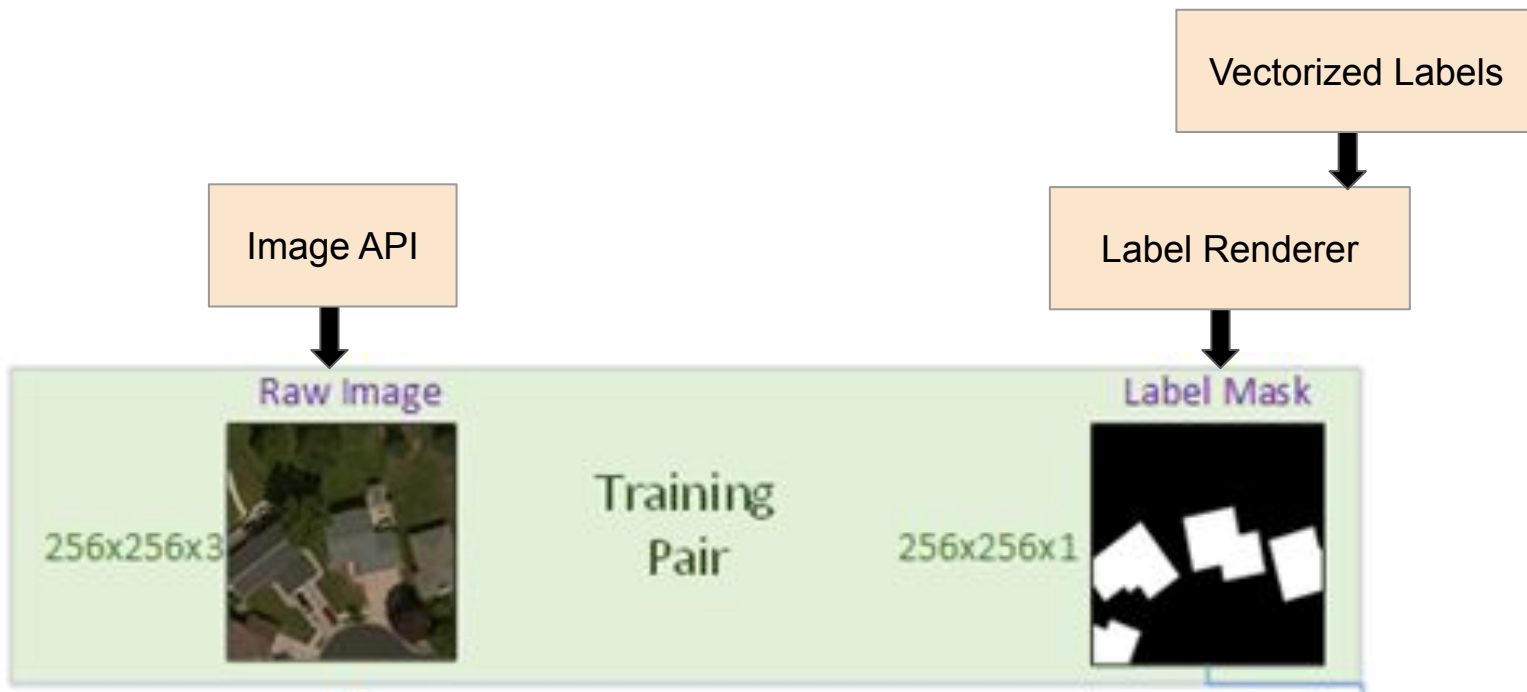 Vectorized Labels
Image API
Label Renderer
Raw Image
Label Mask
Training
Pair
256x256x3
256x256x1